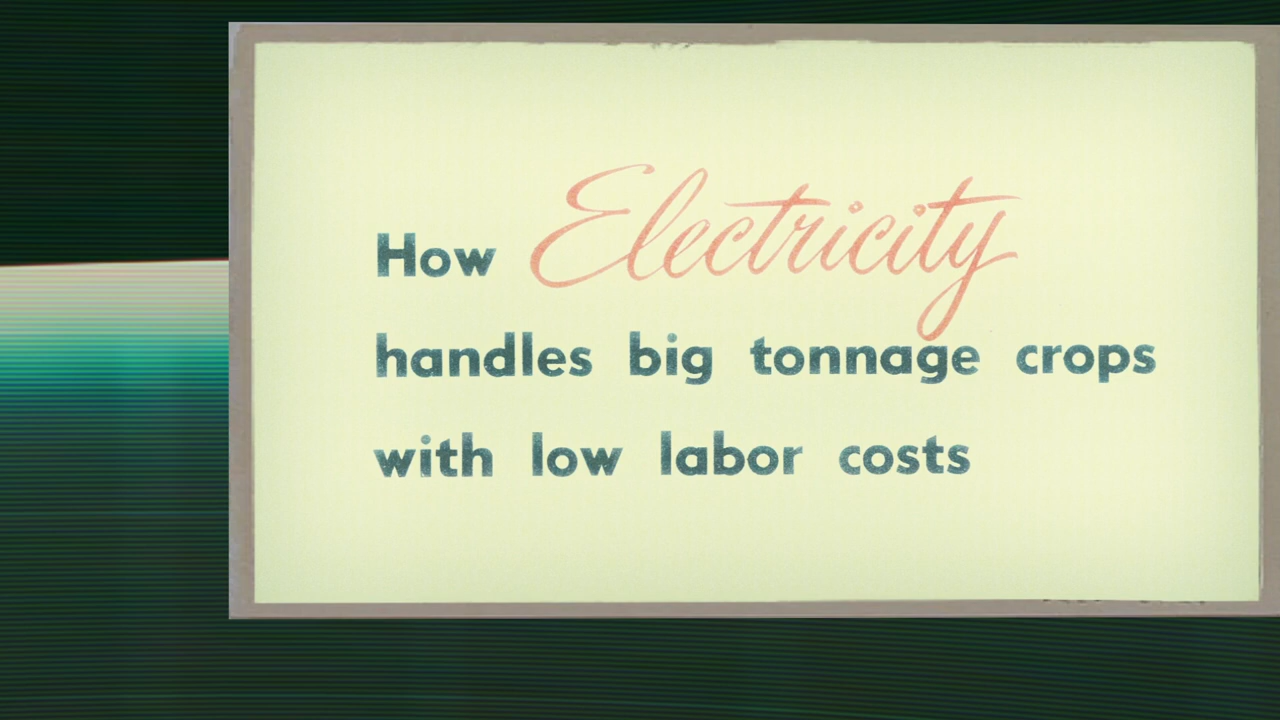 How Electricity
handles big tonnage crops
with low labor costs